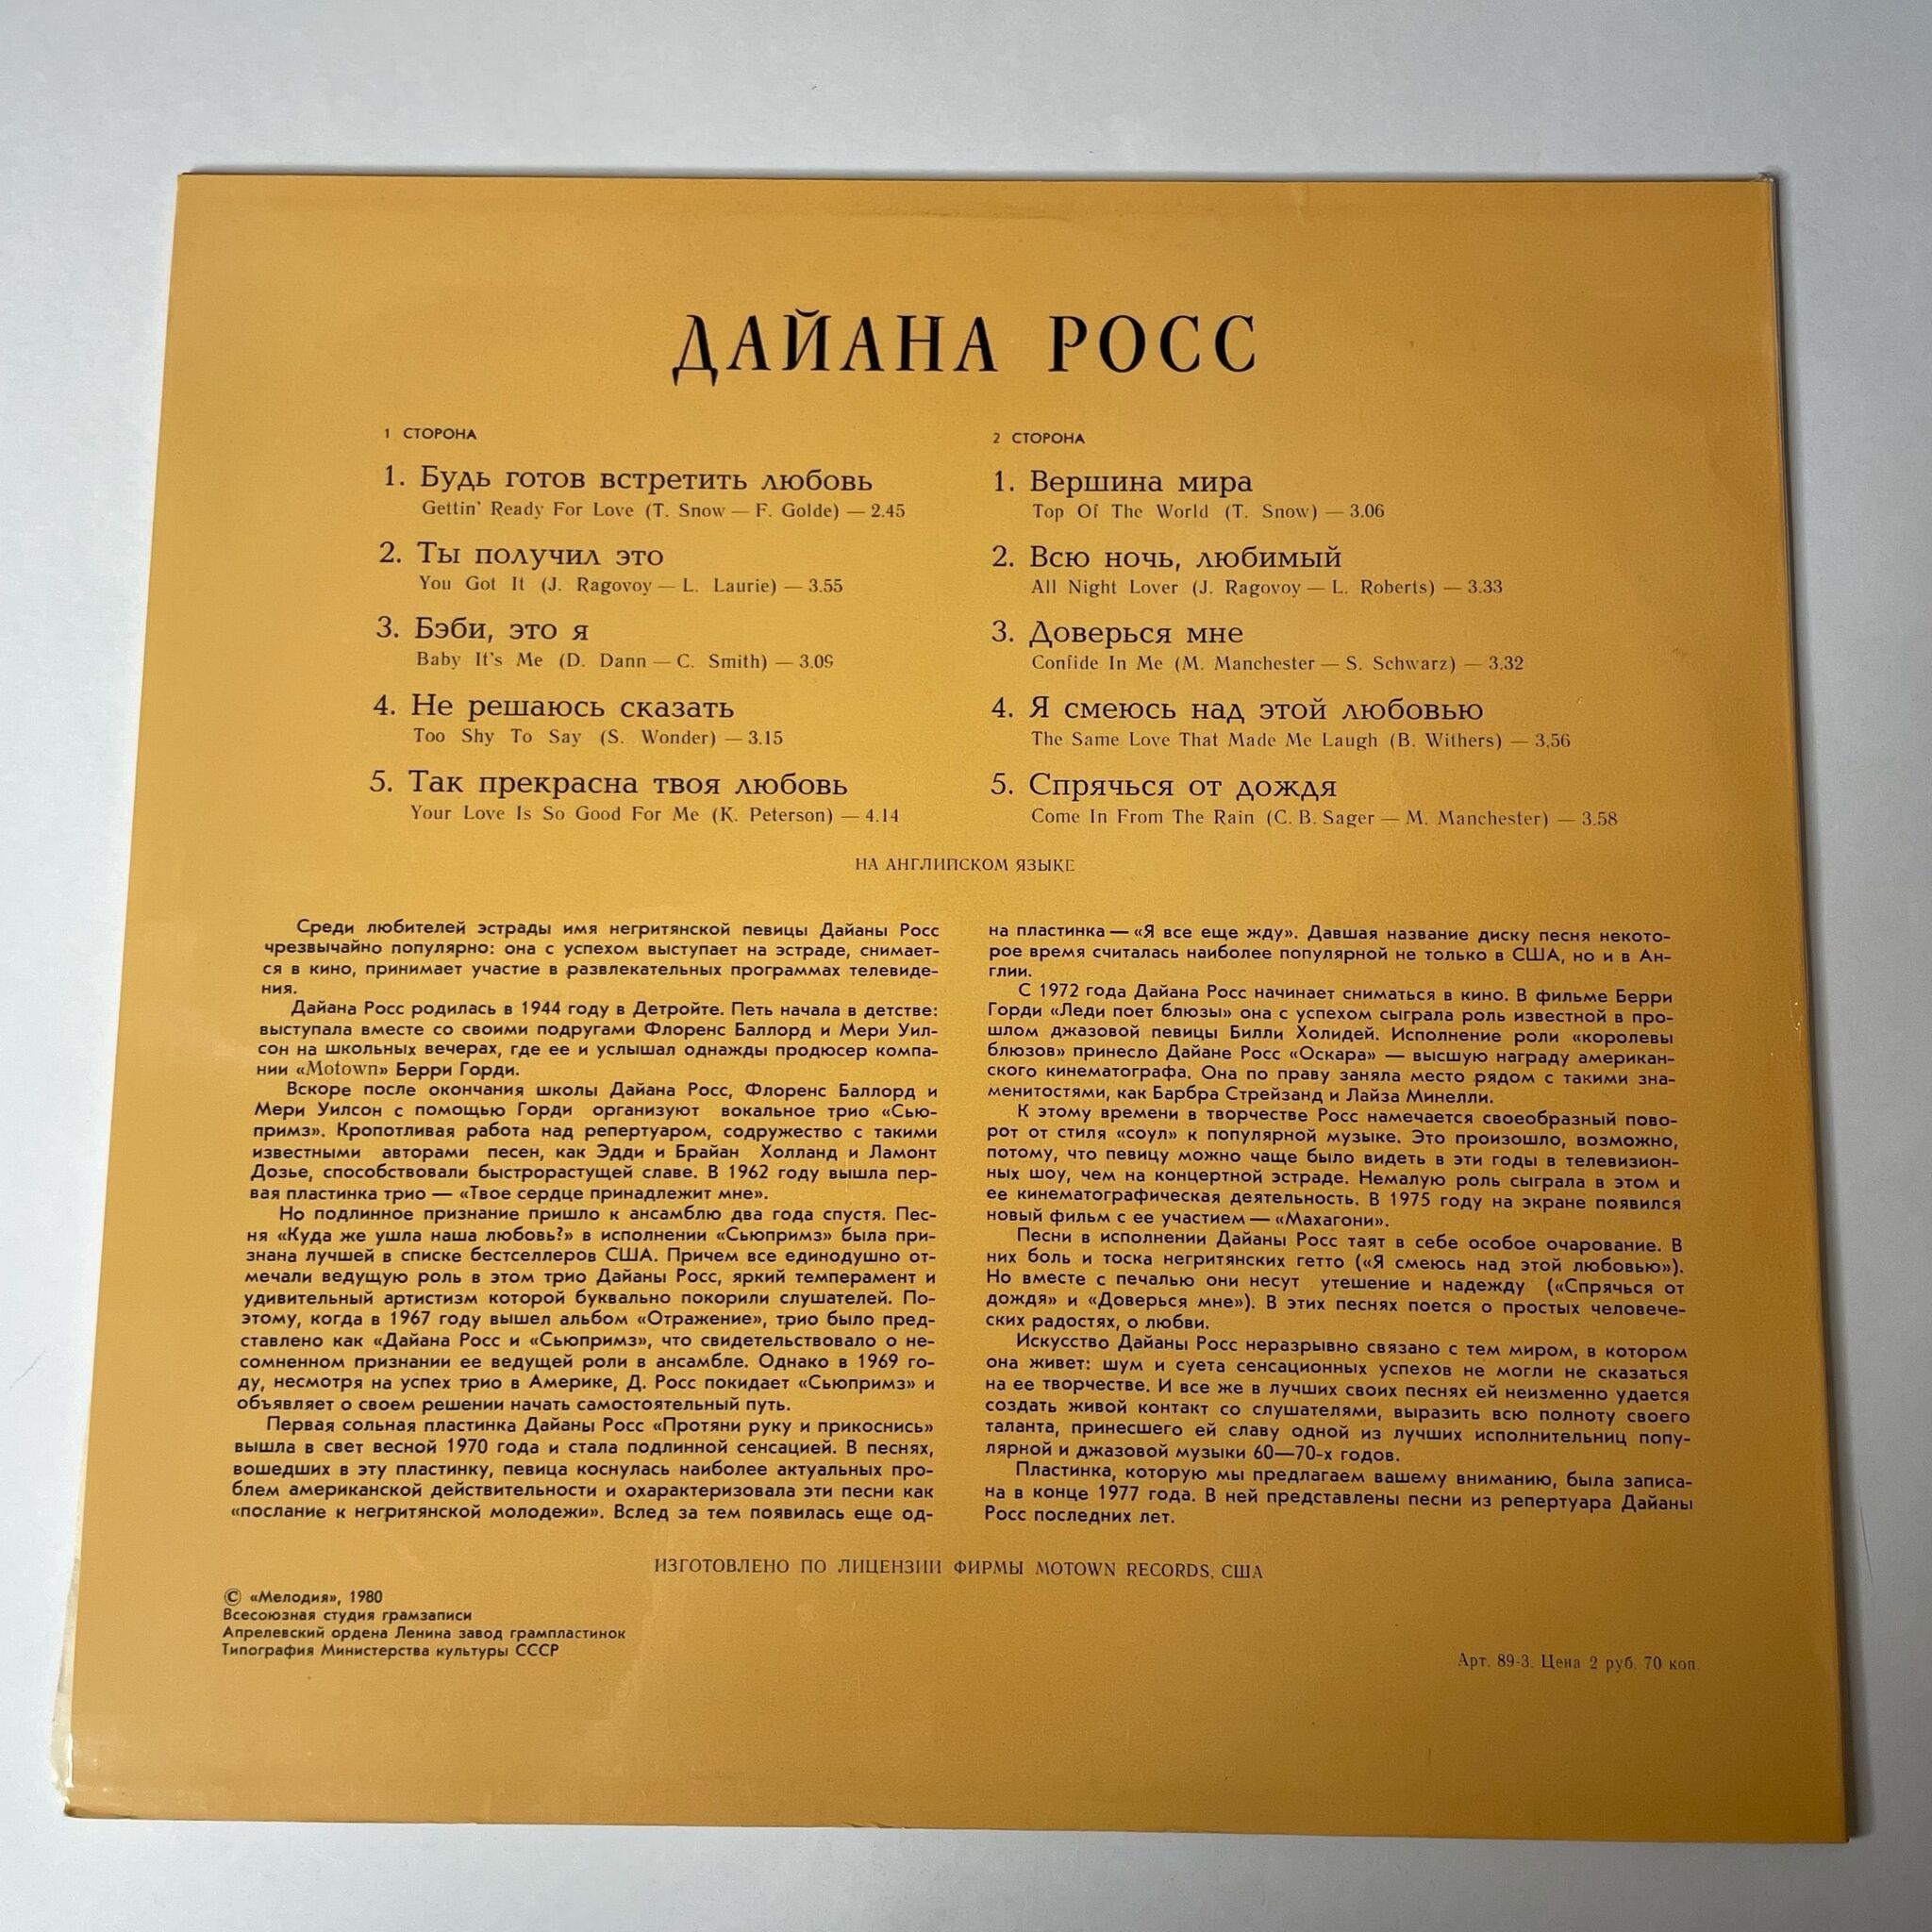 ДАЙАНА РОСС
1 СТОРОНА
1. Будь готов встретить любовь
Gettin' Ready For Love (T. Snow — F. Golde) — 2.45
2. Ты получил это
You Got It (J. Ragovoy — L. Laurie) — 3.55
3. Бэби, это я
Baby It's Me (D. Dann — C. Smith) — 3.09
4. Не решаюсь сказать
Too Shy To Say (S. Wonder) — 3.15
5. Так прекрасна твоя любовь
Your Love Is So Good For Me (K. Peterson) — 4.14
2 СТОРОНА
1. Вершина мира
Top Of The World (T. Snow) — 3.06
2. Всю ночь, любимый
All Night Lover (J. Ragovoy — L. Roberts) — 3.33
3. Доверься мне
Confide In Me (M. Manchester — S. Schwarz) — 3.32
4. Я смеюсь над этой любовью
The Same Love That Made Me Laugh (B. Withers) — 3.56
5. Спрячься от дождя
Come In From The Rain (C. B. Sager — M. Manchester) — 3.58
НА АНГЛИЙСКОМ ЯЗЫКЕ
Среди любителей эстрады имя негритянской певицы Дайаны Росс
чрезвычайно популярно: она с успехом выступает на эстраде, снимает-
ся в кино, принимает участие в развлекательных программах телевиде-
ния.
Дайана Росс родилась в 1944 году в Детройте. Петь начала в детстве:
выступала вместе со своими подругами Флоренс Баллорд и Мери Уил-
сон на школьных вечерах, где ее и услышал однажды продюсер компа-
нии «Motown» Берри Горди.
Вскоре после окончания школы Дайана Росс, Флоренс Баллорд и
Мери Уилсон с помощью Горди организуют вокальное трио «Сью-
примз». Кропотливая работа над репертуаром, содружество с такими
известными авторами песен, как Эдди и Брайан Холланд и Ламонт
Дозье, способствовали быстрорастущей славе. В 1962 году вышла пер-
вая пластинка трио — «Твое сердце принадлежит мне».
Но подлинное признание пришло к ансамблю два года спустя. Пес-
ня «Куда же ушла наша любовь?» в исполнении «Сьюпримз» была при-
знана лучшей в списке бестселлеров США. Причем все единодушно от-
мечали ведущую роль в этом трио Дайаны Росс, яркий темперамент и
удивительный артистизм которой буквально покорили слушателей. По-
этому, когда в 1967 году вышел альбом «Отражение», трио было пред-
ставлено как «Дайана Росс и «Сьюпримз», что свидетельствовало о не-
сомненном признании ее ведущей роли в ансамбле. Однако в 1969 го-
ду, несмотря на успех трио в Америке, Д. Росс покидает «Сьюпримз» и
объявляет о своем решении начать самостоятельный путь.
Первая сольная пластинка Дайаны Росс «Протяни руку и прикоснись»
вышла в свет весной 1970 года и стала подлинной сенсацией. В песнях,
вошедших в эту пластинку, певица коснулась наиболее актуальных про-
блем американской действительности и охарактеризовала эти песни как
«послание к негритянской молодежи». Вслед за тем появилась еще од-
на пластинка — «Я все еще жду». Давшая название диску песня некото-
рое время считалась наиболее популярной не только в США, но и в Ан-
глии.
С 1972 года Дайана Росс начинает сниматься в кино. В фильме Берри
Горди «Леди поет блюзы» она с успехом сыграла роль известной в про-
шлом джазовой певицы Билли Холидей. Исполнение роли «королевы
блюзов» принесло Дайане Росс «Оскара» — высшую награду американ-
ского кинематографа. Она по праву заняла место рядом с такими зна-
менитостями, как Барбра Стрейзанд и Лайза Минелли.
К этому времени в творчестве Росс намечается своеобразный пово-
рот от стиля «соул» к популярной музыке. Это произошло, возможно,
потому, что певицу можно чаще было видеть в эти годы в телевизион-
ных шоу, чем на концертной эстраде. Немалую роль сыграла в этом и
ее кинематографическая деятельность. В 1975 году на экране появился
новый фильм с ее участием — «Махагони».
Песни в исполнении Дайаны Росс таят в себе особое очарование. В
них боль и тоска негритянских гетто («Я смеюсь над этой любовью»).
Но вместе с печалью они несут утешение и надежду («Спрячься от
дождя» и «Доверься мне»). В этих песнях поется о простых человече-
ских радостях, о любви.
Искусство Дайаны Росс неразрывно связано с тем миром, в котором
она живет: шум и суета сенсационных успехов не могли не сказаться
на ее творчестве. И все же в лучших своих песнях ей неизменно удается
создать живой контакт со слушателями, выразить всю полноту своего
таланта, принесшего ей славу одной из лучших исполнительниц попу-
лярной и джазовой музыки 60—70-х годов.
Пластинка, которую мы предлагаем вашему вниманию, была записа-
на в конце 1977 года. В ней представлены песни из репертуара Дайаны
Росс последних лет.
ИЗГОТОВЛЕНО ПО ЛИЦЕНЗИИ ФИРМЫ MOTOWN RECORDS, США
© «Мелодия», 1980
Всесоюзная студия грамзаписи
Апрелевский ордена Ленина завод грампластинок
Типография Министерства культуры СССР
Арт. 89-3. Цена 2 руб. 70 коп.